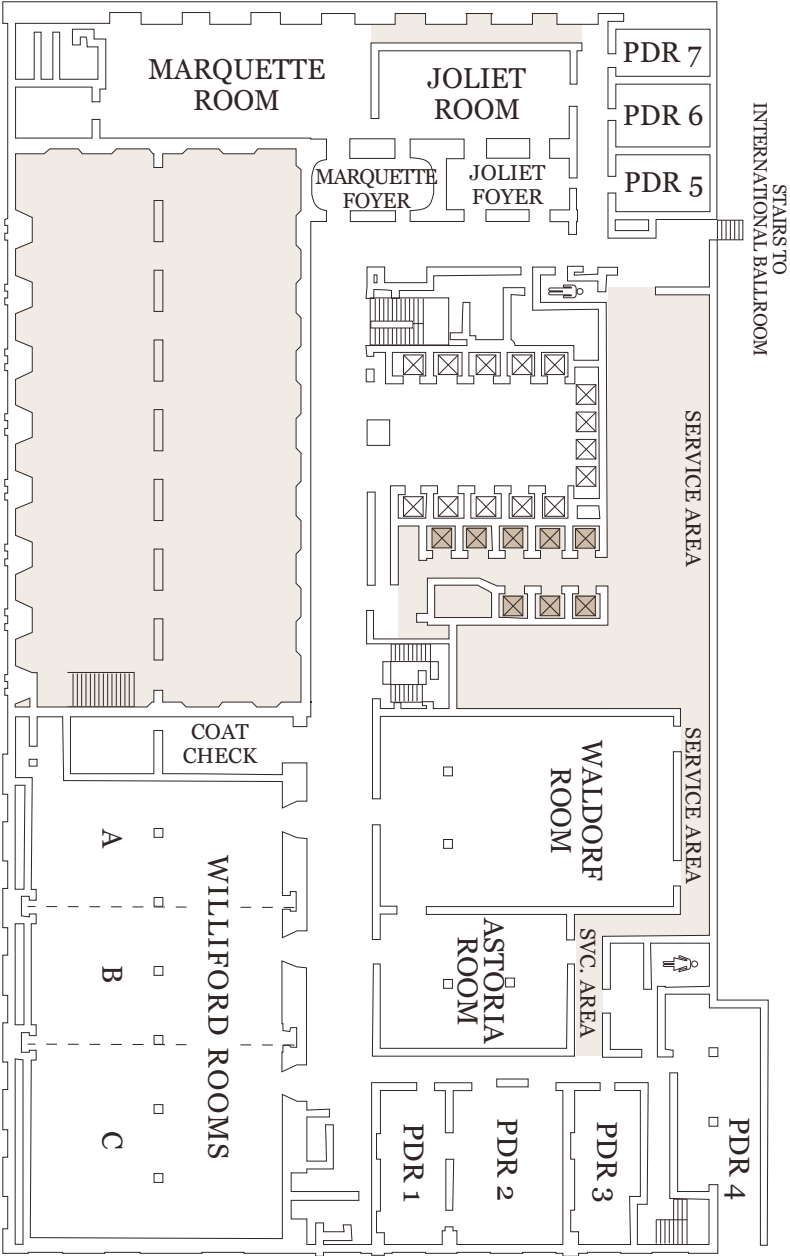 MARQUETTE
ROOM
JOLIET
ROOM
PDR 7
PDR 6
PDR 5
MARQUETTE
FOYER
JOLIET
FOYER
STAIRS TO
INTERNATIONAL BALLROOM
SERVICE AREA
COAT
CHECK
WALDORF
ROOM
SERVICE AREA
WILLIFORD ROOMS
A
B
C
ASTORIA
ROOM
SVC. AREA
PDR 1
PDR 2
PDR 3
PDR 4